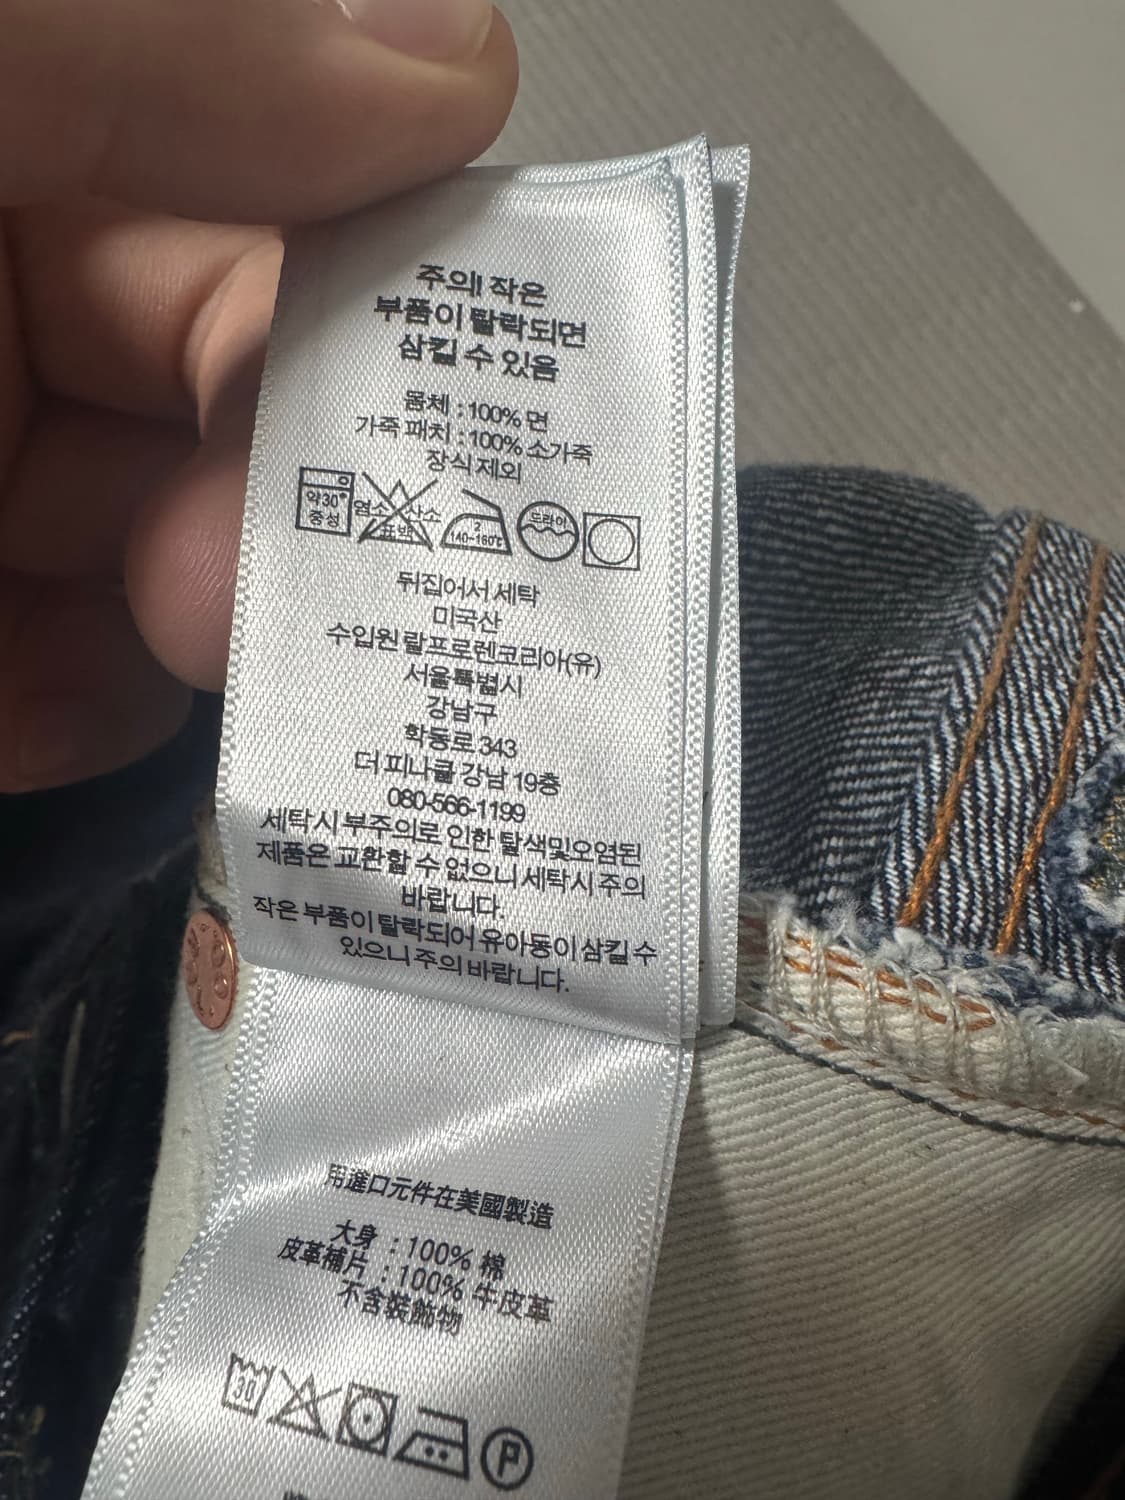 주의! 작은
부품이 탈락되면
삼킬 수 있음
몸체 : 100% 면
가죽 패치 : 100% 소가죽
장식 제외
약30°
중성
염소 산소
표백
140~160℃
드라이
뒤집어서 세탁
미국산
수입원 랄프로렌코리아(유)
서울특별시
강남구
학동로 343
더 피나클 강남 19층
080-566-1199
세탁시 부주의로 인한 탈색및오염된
제품은 교환할 수 없으니 세탁시 주의
바랍니다.
작은 부품이 탈락되어 유아동이 삼킬 수
있으니 주의 바랍니다.
用進口元件在美國製造
大身 : 100% 棉
皮革補片 : 100% 牛皮革
不含裝飾物
30
P